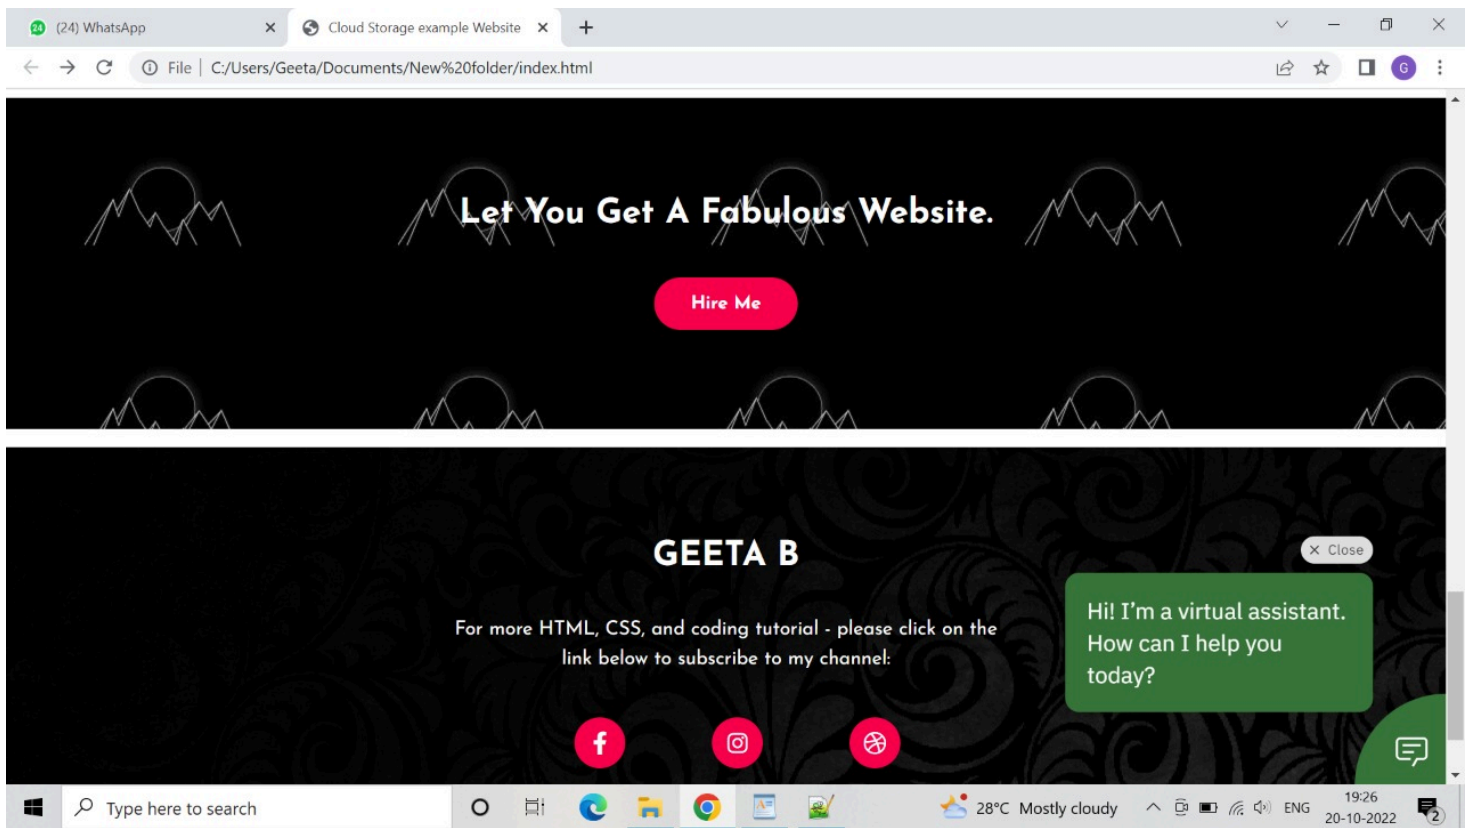 24 (24) WhatsApp
Cloud Storage example Website
File | C:/Users/Geeta/Documents/New%20folder/index.html
G
Let You Get A Fabulous Website.
Hire Me
GEETA B
For more HTML, CSS, and coding tutorial - please click on the
link below to subscribe to my channel:
Close
Hi! I'm a virtual assistant.
How can I help you
today?
Type here to search
28°C Mostly cloudy
ENG
19:26
20-10-2022
2